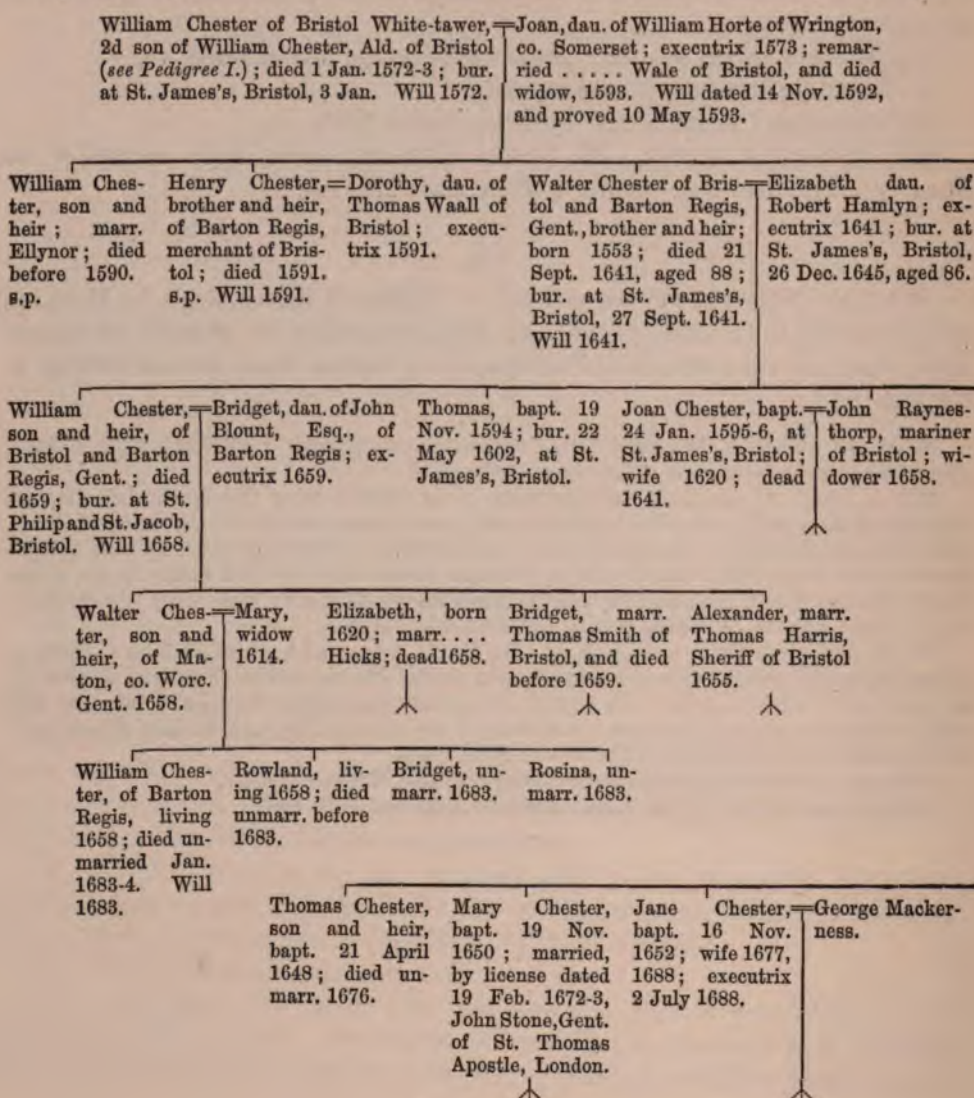 William Chester of Bristol White-tawer,
2d son of William Chester, Ald. of Bristol
(see Pedigree I.) ; died 1 Jan. 1572-3 ; bur.
at St. James's, Bristol, 3 Jan. Will 1572.
Joan, dau. of William Horte of Wrington,
co. Somerset ; executrix 1573 ; remar-
ried . . . . . Wale of Bristol, and died
widow, 1593. Will dated 14 Nov. 1592,
and proved 10 May 1593.
William Ches-
ter, son and
heir ; marr.
Ellynor ; died
before 1590.
s.p.
Henry Chester,=
brother and heir,
of Barton Regis,
merchant of Bris-
tol ; died 1591.
s.p. Will 1591.
Dorothy, dau. of
Thomas Waall of
Bristol ; execu-
trix 1591.
Walter Chester of Bris-
tol and Barton Regis,
Gent., brother and heir ;
born 1553 ; died 21
Sept. 1641, aged 88 ;
bur. at St. James's,
Bristol, 27 Sept. 1641.
Will 1641.
Elizabeth dau. of
Robert Hamlyn ; ex-
ecutrix 1641 ; bur. at
St. James's, Bristol,
26 Dec. 1645, aged 86.
William Chester,
son and heir, of
Bristol and Barton
Regis, Gent. ; died
1659 ; bur. at St.
Philip and St. Jacob,
Bristol. Will 1658.
Bridget, dau. of John
Blount, Esq., of
Barton Regis ; ex-
ecutrix 1659.
Thomas, bapt. 19
Nov. 1594 ; bur. 22
May 1602, at St.
James's, Bristol.
Joan Chester, bapt.
24 Jan. 1595-6, at
St. James's, Bristol ;
wife 1620 ; dead
1641.
John Raynes-
thorp, mariner
of Bristol ; wi-
dower 1658.
Walter Ches-
ter, son and
heir, of Ma-
ton, co. Worc.
Gent. 1658.
Mary,
widow
1614.
Elizabeth, born
1620 ; marr. . . . .
Hicks ; dead 1658.
Bridget, marr.
Thomas Smith of
Bristol, and died
before 1659.
Alexander, marr.
Thomas Harris,
Sheriff of Bristol
1655.
William Ches-
ter, of Barton
Regis, living
1658 ; died un-
married Jan.
1683-4. Will
1683.
Rowland, liv-
ing 1658 ; died
unmarr. before
1683.
Bridget, un-
marr. 1683.
Rosina, un-
marr. 1683.
Thomas Chester,
son and heir,
bapt. 21 April
1648 ; died un-
marr. 1676.
Mary Chester,
bapt. 19 Nov.
1650 ; married,
by license dated
19 Feb. 1672-3,
John Stone, Gent.
of St. Thomas
Apostle, London.
Jane Chester,
bapt. 16 Nov.
1652 ; wife 1677,
1688 ; executrix
2 July 1688.
George Macker-
ness.